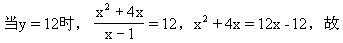 当y = 12时， (x² + 4x)/(x - 1) = 12，x² + 4x = 12x - 12，故